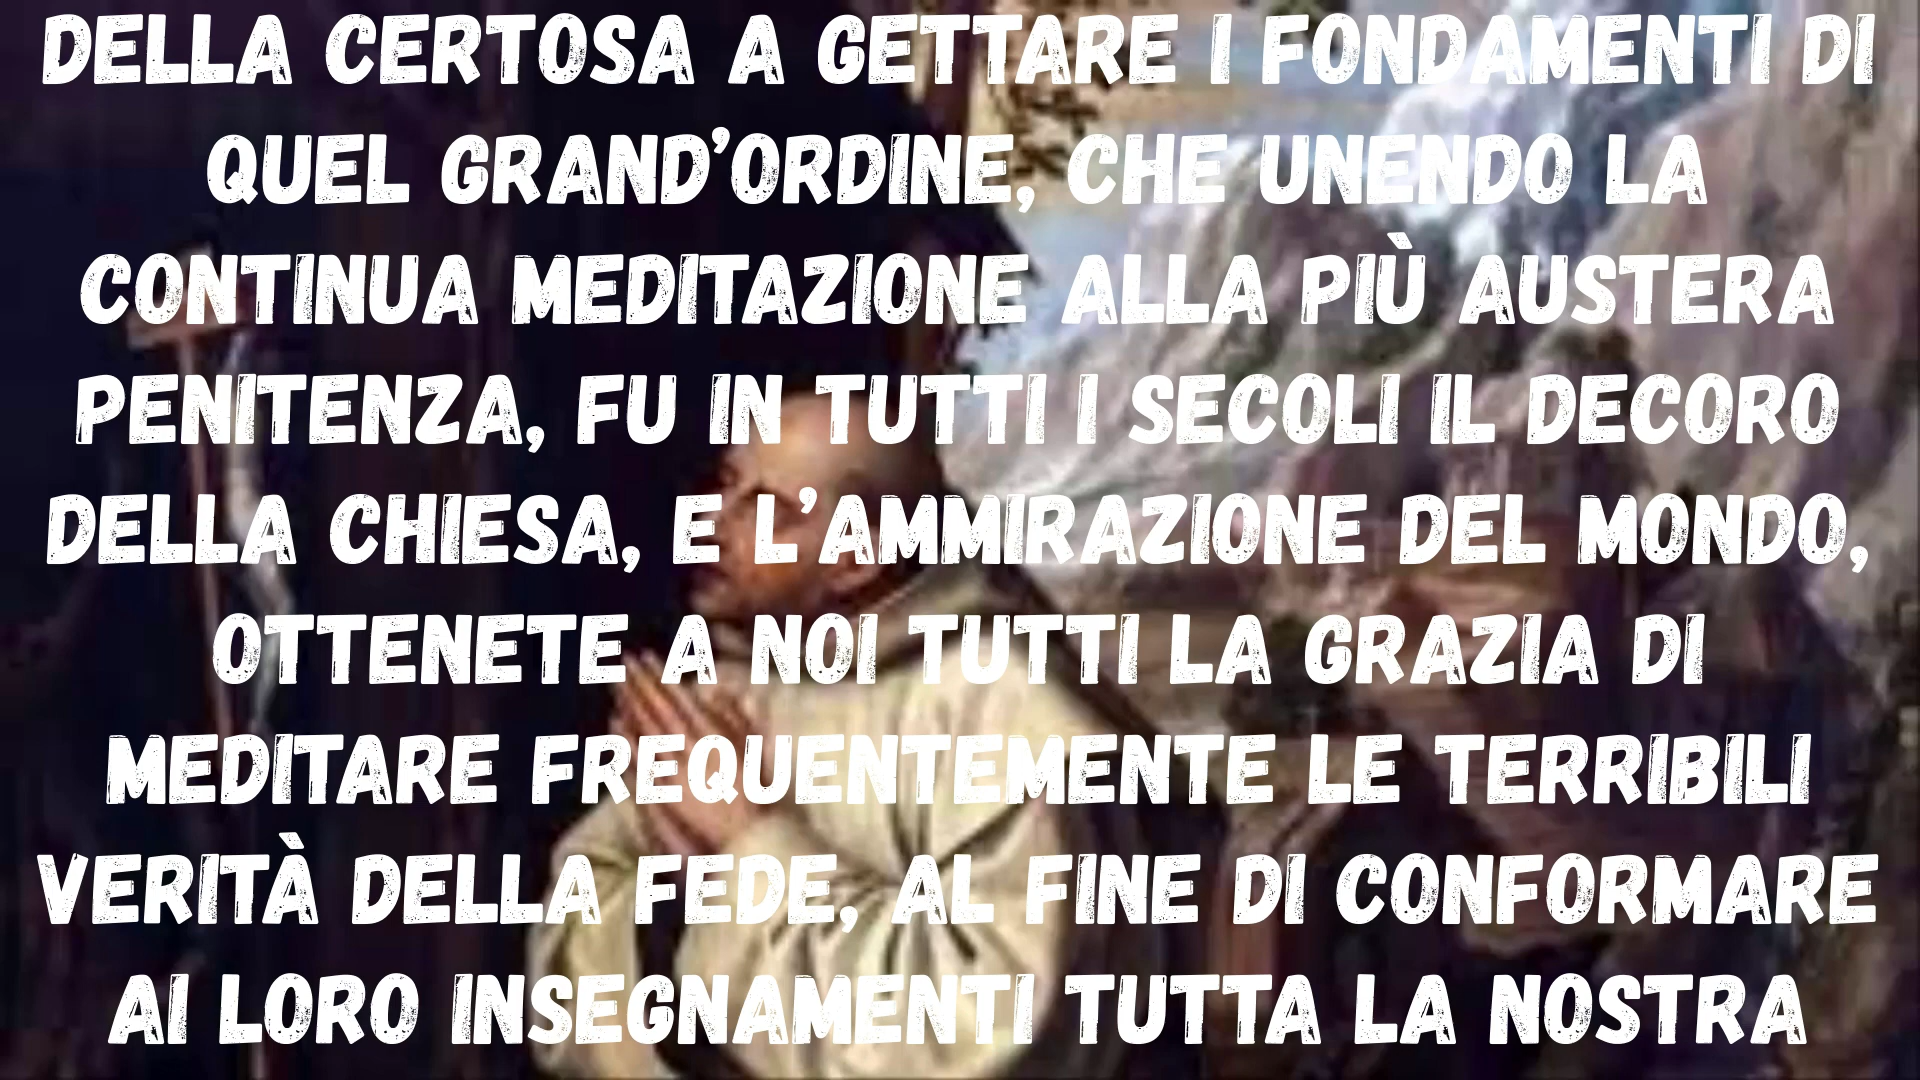 DELLA CERTOSA A GETTARE I FONDAMENTI DI
QUEL GRAND’ORDINE, CHE UNENDO LA
CONTINUA MEDITAZIONE ALLA PIÙ AUSTERA
PENITENZA, FU IN TUTTI I SECOLI IL DECORO
DELLA CHIESA, E L’AMMIRAZIONE DEL MONDO,
OTTENETE A NOI TUTTI LA GRAZIA DI
MEDITARE FREQUENTEMENTE LE TERRIBILI
VERITÀ DELLA FEDE, AL FINE DI CONFORMARE
AI LORO INSEGNAMENTI TUTTA LA NOSTRA